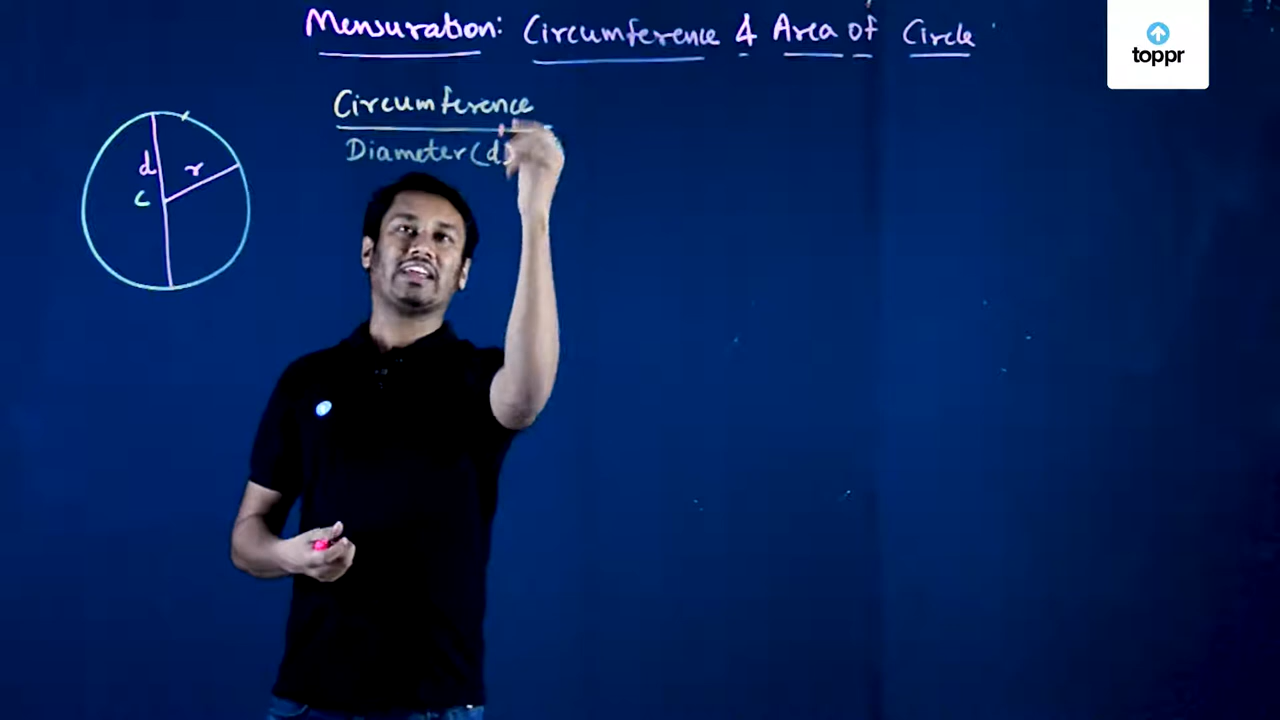 Mensuration: Circumference & Area of Circle
toppr
Circumference
Diameter (d)
d
r
C